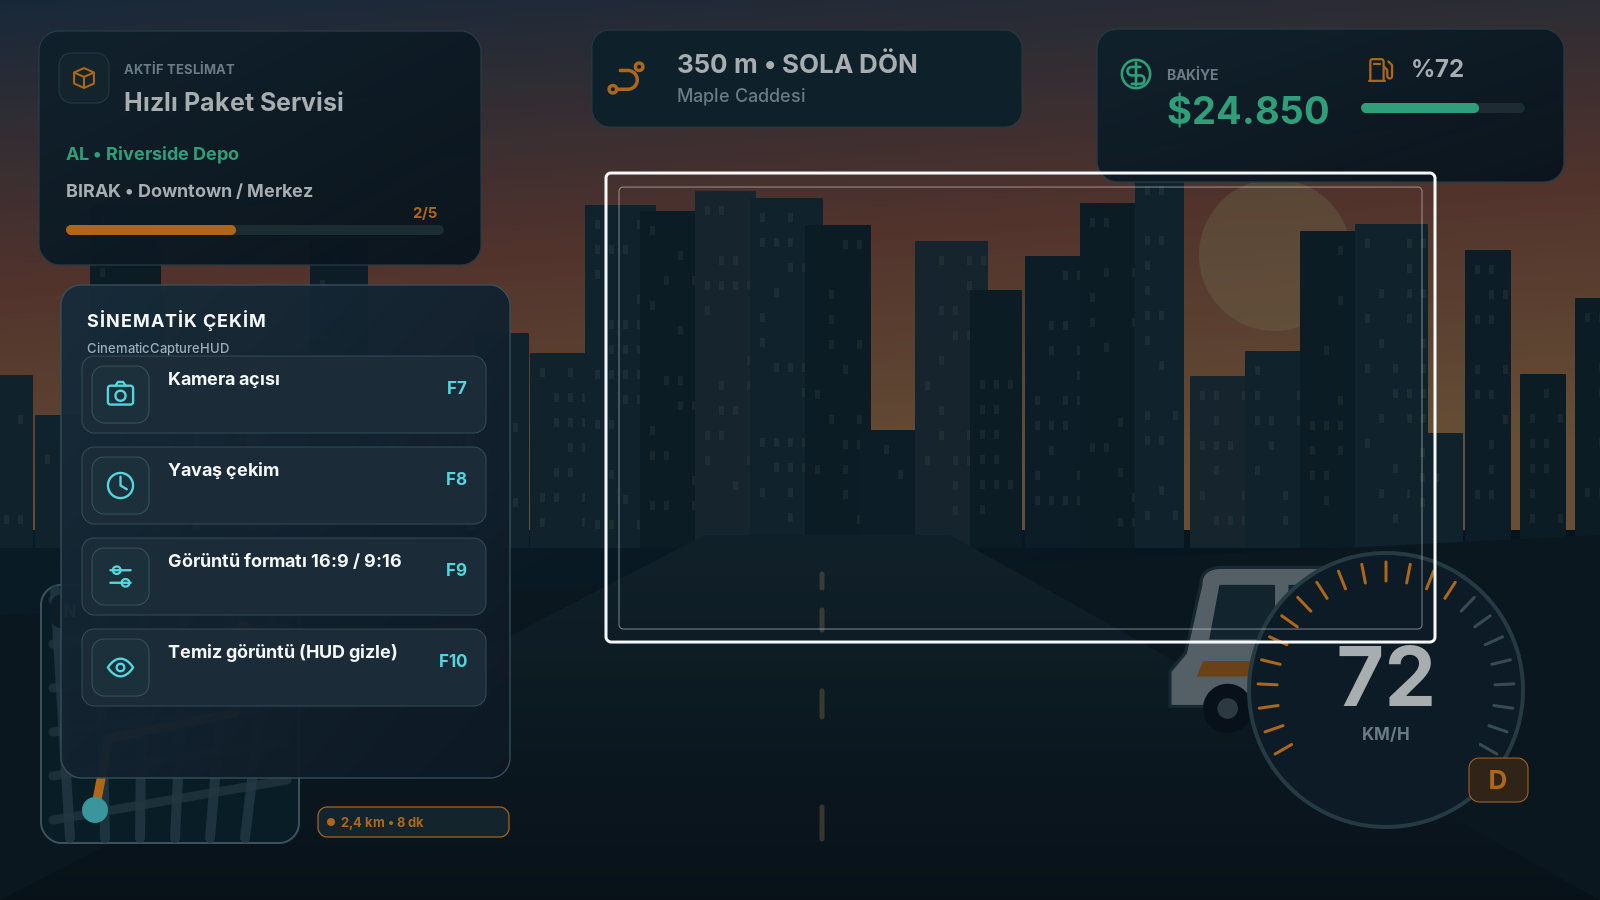 AKTİF TESLİMAT
Hızlı Paket Servisi
AL • Riverside Depo
BIRAK • Downtown / Merkez
2/5
350 m • SOLA DÖN
Maple Caddesi
BAKİYE
$24.850
%72
SİNEMATİK ÇEKİM
CinematicCaptureHUD
Kamera açısı
F7
Yavaş çekim
F8
Görüntü formatı 16:9 / 9:16
F9
Temiz görüntü (HUD gizle)
F10
N
2,4 km • 8 dk
72
KM/H
D